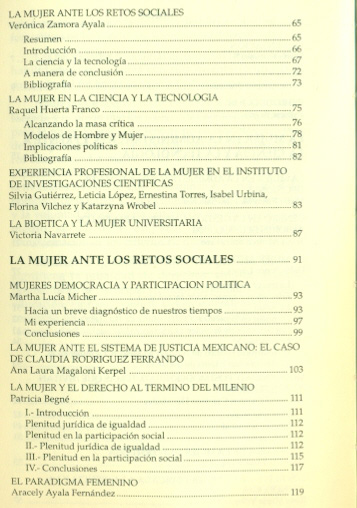 LA MUJER ANTE LOS RETOS SOCIALES
Verónica Zamora Ayala 65
Resumen 65
Introducción 66
La ciencia y la tecnología 67
A manera de conclusión 72
Bibliografía 73
LA MUJER EN LA CIENCIA Y LA TECNOLOGIA
Raquel Huerta Franco 75
Alcanzando la masa crítica 76
Modelos de Hombre y Mujer 78
Implicaciones políticas 81
Bibliografía 82
EXPERIENCIA PROFESIONAL DE LA MUJER EN EL INSTITUTO
DE INVESTIGACIONES CIENTIFICAS
Silvia Gutiérrez, Leticia López, Ernestina Torres, Isabel Urbina,
Florina Vilchez y Katarzyna Wrobel 83
LA BIOETICA Y LA MUJER UNIVERSITARIA
Victoria Navarrete 87
LA MUJER ANTE LOS RETOS SOCIALES 91
MUJERES DEMOCRACIA Y PARTICIPACION POLITICA
Martha Lucía Micher 93
Hacia un breve diagnóstico de nuestros tiempos 93
Mi experiencia 97
Conclusiones 99
LA MUJER ANTE EL SISTEMA DE JUSTICIA MEXICANO: EL CASO
DE CLAUDIA RODRIGUEZ FERRANDO
Ana Laura Magaloni Kerpel 103
LA MUJER Y EL DERECHO AL TERMINO DEL MILENIO
Patricia Begné 111
I.- Introducción 111
Plenitud jurídica de igualdad 112
Plenitud en la participación social 112
II.- Plenitud jurídica de igualdad 112
III.- Plenitud en la participación social 115
IV.- Conclusiones 117
EL PARADIGMA FEMENINO
Aracely Ayala Fernández 119